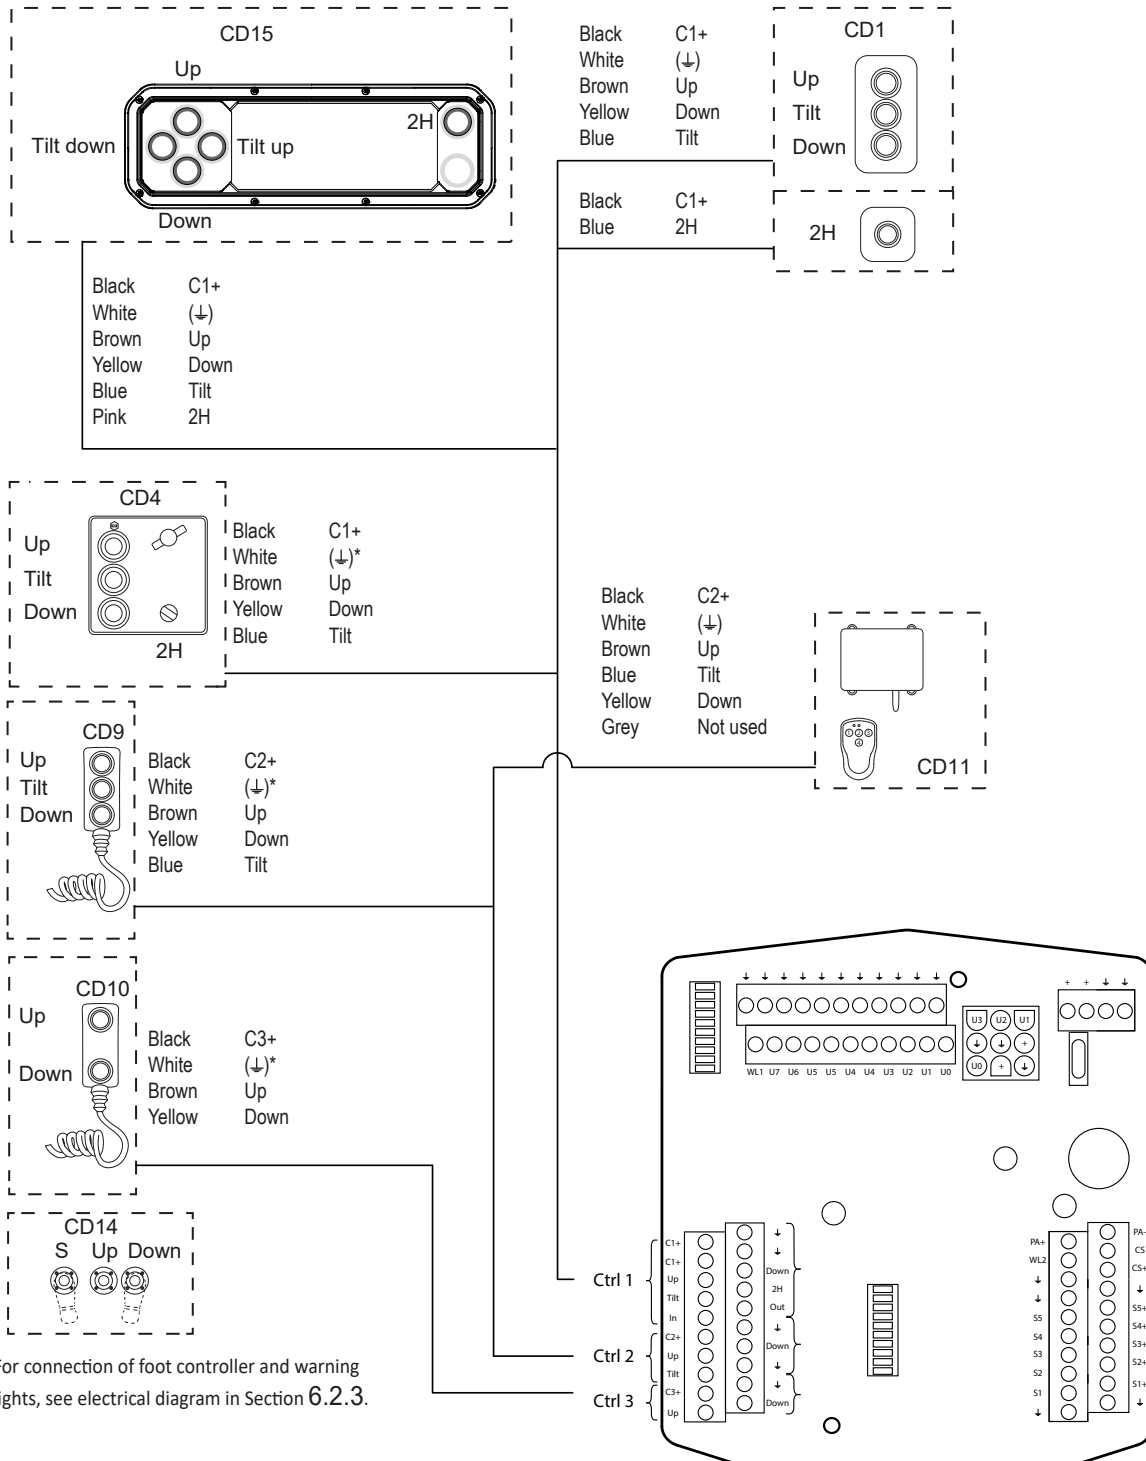 CD15
Up
Tilt down
Tilt up
2H
Down
Black C1+
White (⏚)
Brown Up
Yellow Down
Blue Tilt
Pink 2H
Black C1+
White (⏚)
Brown Up
Yellow Down
Blue Tilt
CD1
Up
Tilt
Down
Black C1+
Blue 2H
2H
CD4
Up
Tilt
Down
2H
Black C1+
White (⏚)*
Brown Up
Yellow Down
Blue Tilt
Black C2+
White (⏚)
Brown Up
Blue Tilt
Yellow Down
Grey Not used
1 2 3
4
CD11
CD9
Up
Tilt
Down
Black C2+
White (⏚)*
Brown Up
Yellow Down
Blue Tilt
CD10
Up
Down
Black C3+
White (⏚)*
Brown Up
Yellow Down
CD14
S Up Down
For connection of foot controller and warning
ights, see electrical diagram in Section 6.2.3.
↓ ↓ ↓ ↓ ↓ ↓ ↓ ↓ ↓ ↓ ↓
WL1 U7 U6 U5 U5 U4 U4 U3 U2 U1 U0
U3 U2 U1
↓ ↓ +
U0 + ↓
+ + ↓ ↓
Ctrl 1
Ctrl 2
Ctrl 3
C1+
C1+
Up
Tilt
In
C2+
Up
Tilt
C3+
Up
↓
↓
Down
2H
Out
↓
Down
↓
↓
Down
PA+
WL2
↓
↓
S5
S4
S3
S2
S1
↓
PA-
CS
CS+
↓
S5+
S4+
S3+
S2+
S1+
↓